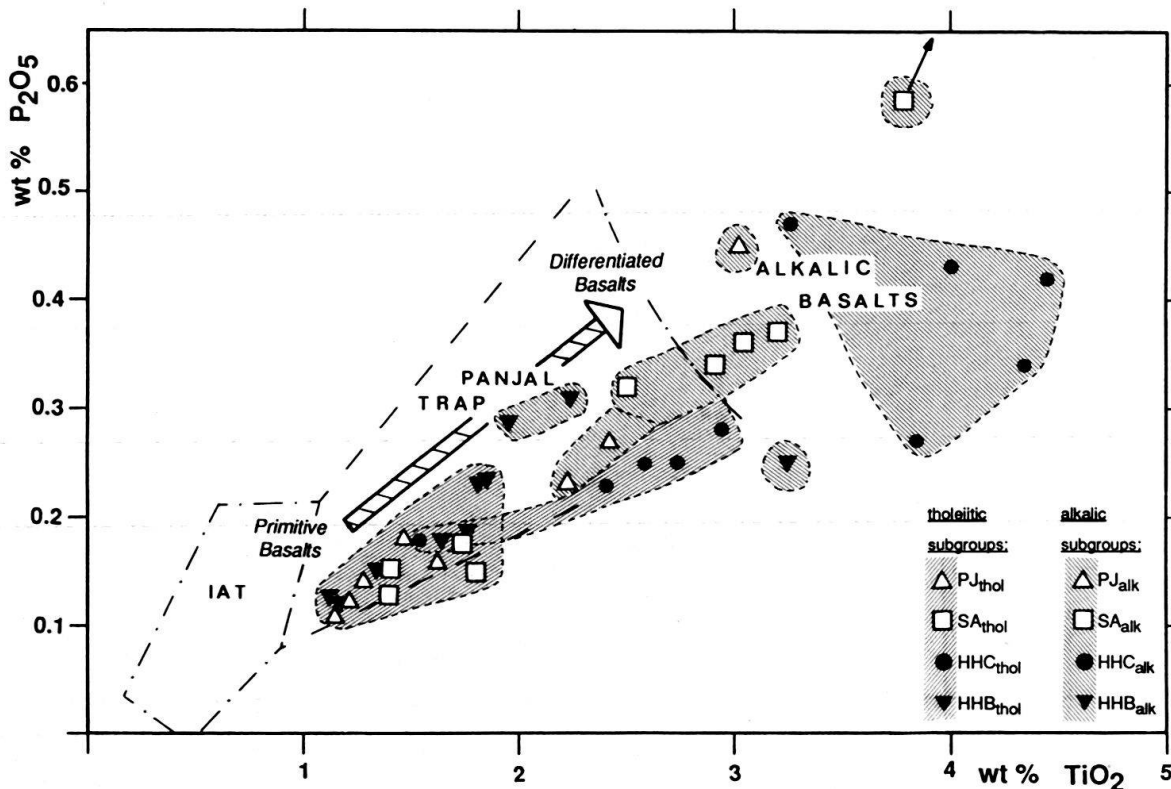 wt % P₂O₅
0.6
0.5
0.4
0.3
0.2
0.1
Differentiated
Basalts
ALKALIC
BASALTS
PANJAL
TRAP
Primitive
Basalts
IAT
tholeiitic
subgroups:
PJthol
SAthol
HHCthol
HHBthol
alkalic
subgroups:
PJalk
SAalk
HHCalk
HHBalk
1
2
3
4
5
wt % TiO₂